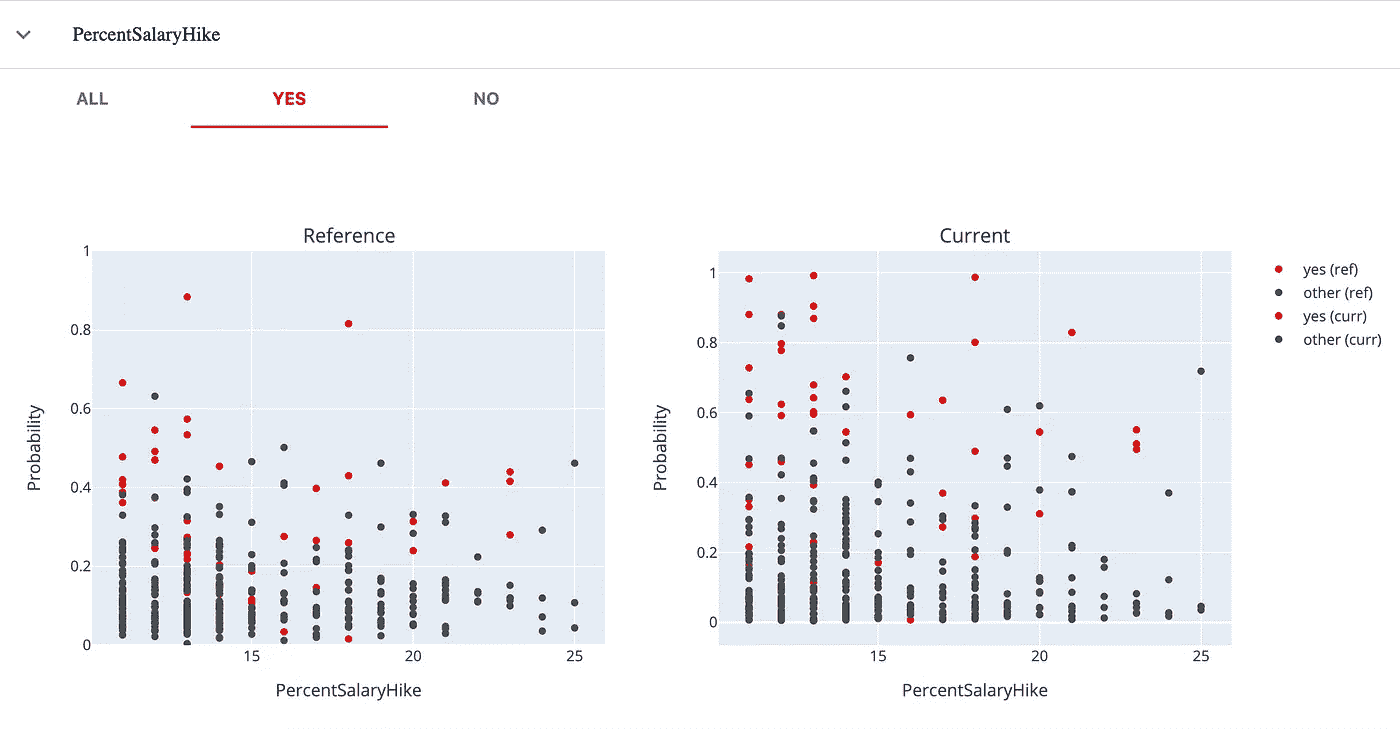 PercentSalaryHike
ALL YES NO
Reference
Probability
1
0.8
0.6
0.4
0.2
0
15 20 25
PercentSalaryHike
Current
Probability
1
0.8
0.6
0.4
0.2
0
15 20 25
PercentSalaryHike
yes (ref)
other (ref)
yes (curr)
other (curr)